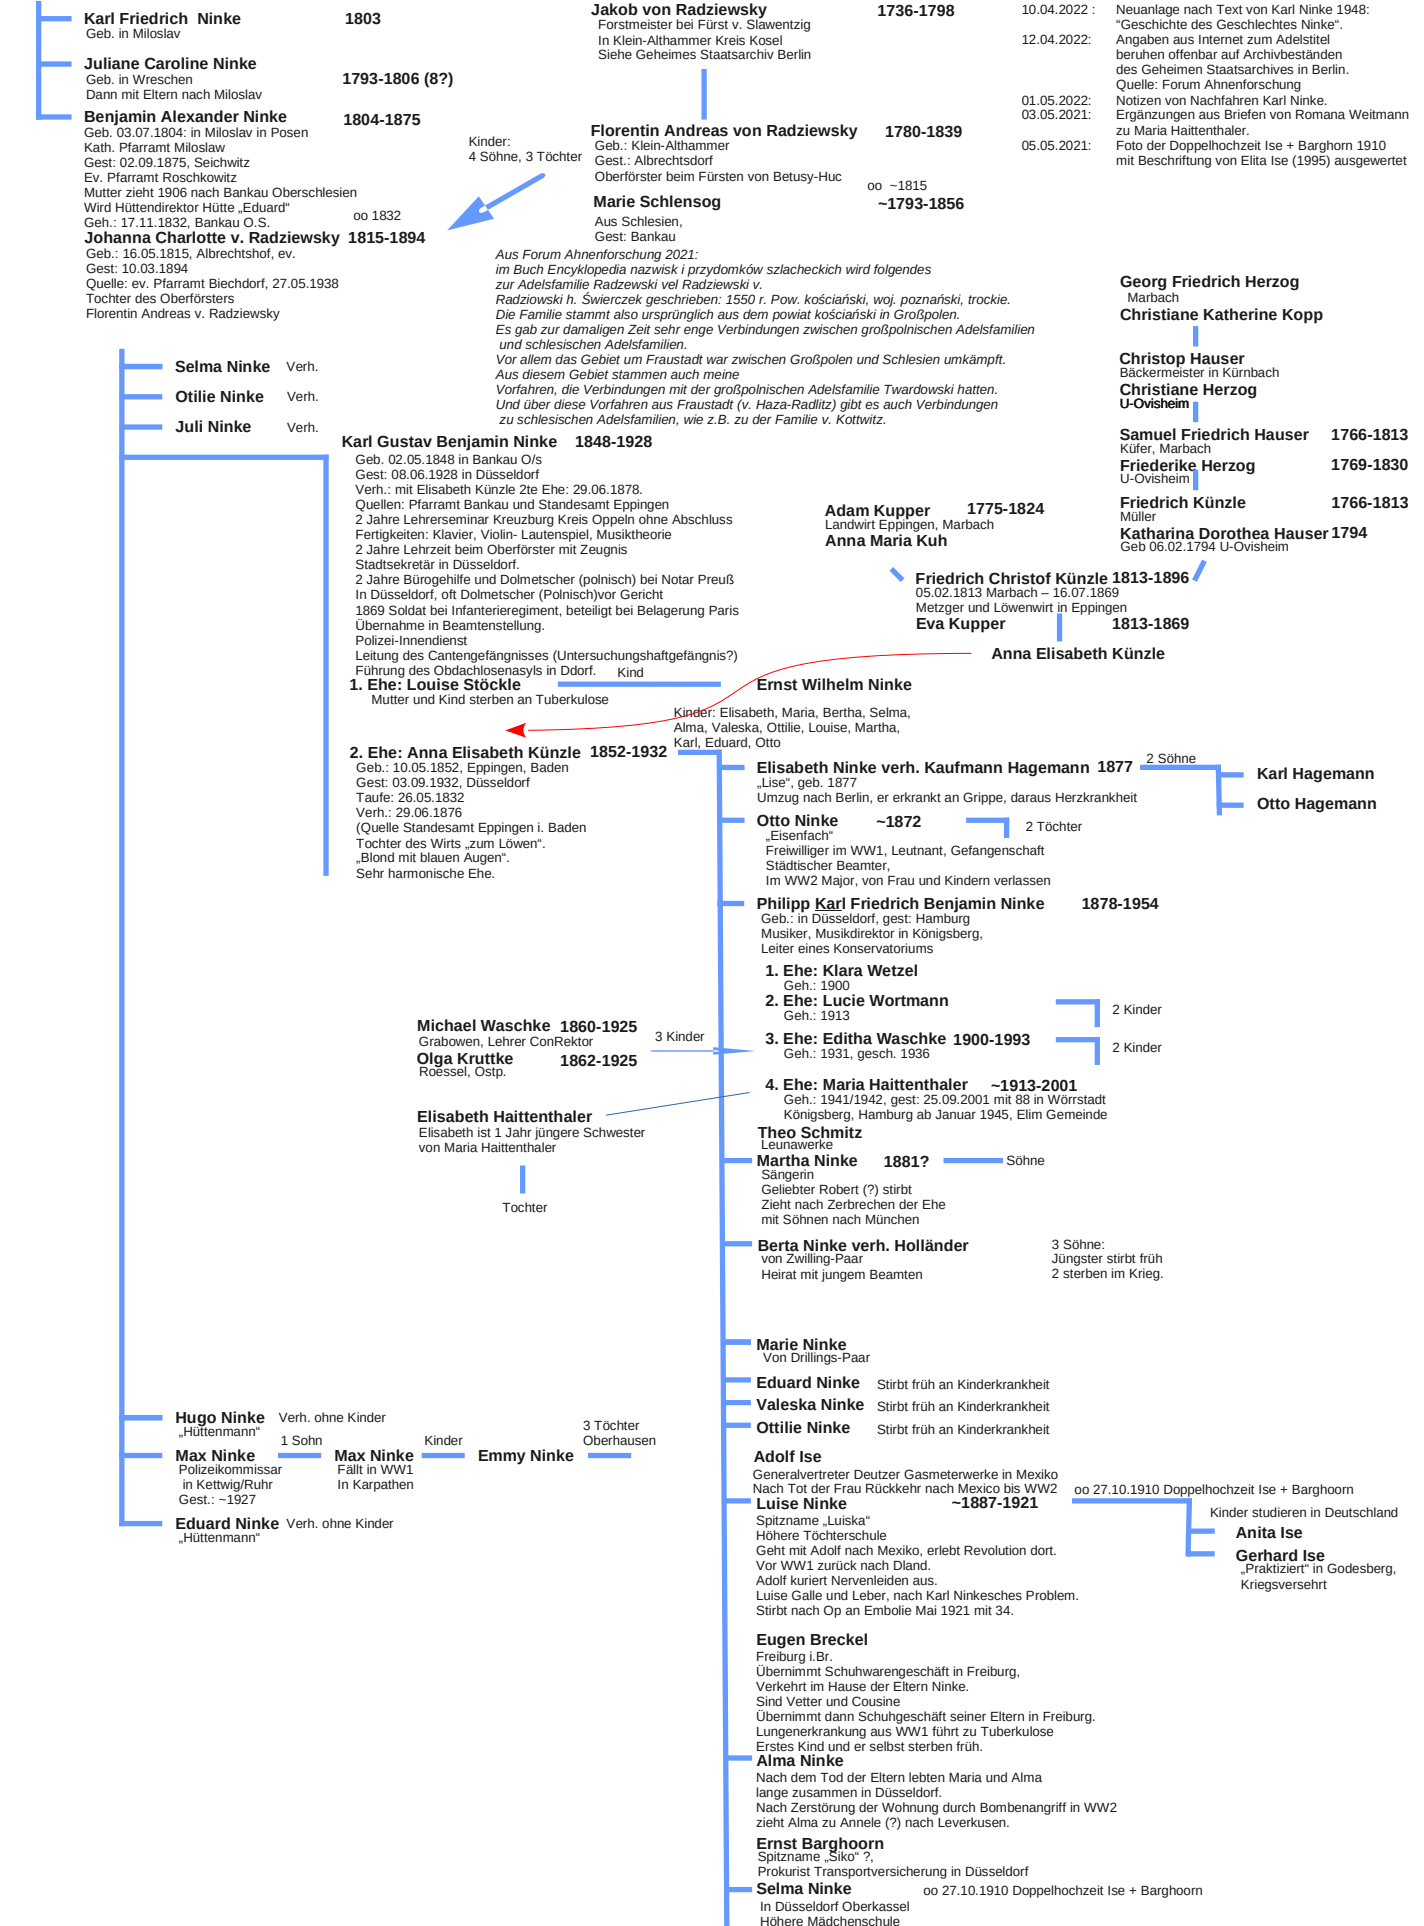 Karl Friedrich  Ninke 1803
Geb. in Miloslav
Juliane Caroline Ninke
Geb. in Wreschen 1793-1806 (8?)
Dann mit Eltern nach Miloslav
Benjamin Alexander Ninke 1804-1875
Geb. 03.07.1804: in Miloslav in Posen
Kath. Pfarramt Miloslaw
Gest: 02.09.1875, Seichwitz
Ev. Pfarramt Roschkowitz
Mutter zieht 1906 nach Bankau Oberschlesien
Wird Hüttendirektor Hütte „Eduard“
Geh.: 17.11.1832, Bankau O.S.
oo 1832
Johanna Charlotte v. Radziewsky 1815-1894
Geb.: 16.05.1815, Albrechtshof, ev.
Gest: 10.03.1894
Quelle: ev. Pfarramt Biechdorf, 27.05.1938
Tochter des Oberförsters
Florentin Andreas v. Radziewsky
Kinder:
4 Söhne, 3 Töchter
Jakob von Radziewsky 1736-1798
Forstmeister bei Fürst v. Slawentzig
In Klein-Althammer Kreis Kosel
Siehe Geheimes Staatsarchiv Berlin
Florentin Andreas von Radziewsky 1780-1839
Geb.: Klein-Althammer
Gest.: Albrechtsdorf
Oberförster beim Fürsten von Betusy-Huc
oo  ~1815
Marie Schlensog ~1793-1856
Aus Schlesien,
Gest: Bankau
10.04.2022 : Neuanlage nach Text von Karl Ninke 1948:
“Geschichte des Geschlechtes Ninke“.
12.04.2022: Angaben aus Internet zum Adelstitel
beruhen offenbar auf Archivbeständen
des Geheimen Staatsarchives in Berlin.
Quelle: Forum Ahnenforschung
01.05.2022: Notizen von Nachfahren Karl Ninke.
03.05.2021: Ergänzungen aus Briefen von Romana Weitmann
zu Maria Haittenthaler.
05.05.2021: Foto der Doppelhochzeit Ise + Barghorn 1910
mit Beschriftung von Elita Ise (1995) ausgewertet
Aus Forum Ahnenforschung 2021:
im Buch Encyklopedia nazwisk i przydomków szlacheckich wird folgendes
zur Adelsfamilie Radzewski vel Radziewski v.
Radziowski h. Świerczek geschrieben: 1550 r. Pow. kościański, woj. poznański, trockie.
Die Familie stammt also ursprünglich aus dem powiat kościański in Großpolen.
Es gab zur damaligen Zeit sehr enge Verbindungen zwischen großpolnischen Adelsfamilien
und schlesischen Adelsfamilien.
Vor allem das Gebiet um Fraustadt war zwischen Großpolen und Schlesien umkämpft.
Aus diesem Gebiet stammen auch meine
Vorfahren, die Verbindungen mit der großpolnischen Adelsfamilie Twardowski hatten.
Und über diese Vorfahren aus Fraustadt (v. Haza-Radlitz) gibt es auch Verbindungen
zu schlesischen Adelsfamilien, wie z.B. zu der Familie v. Kottwitz.
Georg Friedrich Herzog
Marbach
Christiane Katherine Kopp
Christop Hauser
Bäckermeister in Kürnbach
Christiane Herzog
U-Ovisheim
Samuel Friedrich Hauser 1766-1813
Küfer, Marbach
Friederike Herzog 1769-1830
U-Ovisheim
Friedrich Künzle 1766-1813
Müller
Katharina Dorothea Hauser 1794
Geb 06.02.1794 U-Ovisheim
Adam Kupper 1775-1824
Landwirt Eppingen, Marbach
Anna Maria Kuh
Friedrich Christof Künzle 1813-1896
05.02.1813 Marbach – 16.07.1869
Metzger und Löwenwirt in Eppingen
Eva Kupper 1813-1869
Anna Elisabeth Künzle
Selma Ninke Verh.
Otilie Ninke Verh.
Juli Ninke Verh.
Karl Gustav Benjamin Ninke 1848-1928
Geb. 02.05.1848 in Bankau O/s
Gest: 08.06.1928 in Düsseldorf
Verh.: mit Elisabeth Künzle 2te Ehe: 29.06.1878.
Quellen: Pfarramt Bankau und Standesamt Eppingen
2 Jahre Lehrerseminar Kreuzburg Kreis Oppeln ohne Abschluss
Fertigkeiten: Klavier, Violin- Lautenspiel, Musiktheorie
2 Jahre Lehrzeit beim Oberförster mit Zeugnis
Stadtsekretär in Düsseldorf.
2 Jahre Bürogehilfe und Dolmetscher (polnisch) bei Notar Preuß
In Düsseldorf, oft Dolmetscher (Polnisch)vor Gericht
1869 Soldat bei Infanterieregiment, beteiligt bei Belagerung Paris
Übernahme in Beamtenstellung.
Polizei-Innendienst
Leitung des Cantengefängnisses (Untersuchungshaftgefängnis?)
Führung des Obdachlosenasyls in Ddorf.
1. Ehe: Louise Stöckle Kind Ernst Wilhelm Ninke
Mutter und Kind sterben an Tuberkulose
Kinder: Elisabeth, Maria, Bertha, Selma,
Alma, Valeska, Ottilie, Louise, Martha,
Karl, Eduard, Otto
2. Ehe: Anna Elisabeth Künzle 1852-1932
Geb.: 10.05.1852, Eppingen, Baden
Gest: 03.09.1932, Düsseldorf
Taufe: 26.05.1832
Verh.: 29.06.1876
(Quelle Standesamt Eppingen i. Baden
Tochter des Wirts „zum Löwen“.
„Blond mit blauen Augen“.
Sehr harmonische Ehe.
Elisabeth Ninke verh. Kaufmann Hagemann 1877 2 Söhne
„Lise“, geb. 1877
Umzug nach Berlin, er erkrankt an Grippe, daraus Herzkrankheit
Karl Hagemann
Otto Hagemann
Otto Ninke ~1872 2 Töchter
„Eisenfach“
Freiwilliger im WW1, Leutnant, Gefangenschaft
Städtischer Beamter,
Im WW2 Major, von Frau und Kindern verlassen
Philipp Karl Friedrich Benjamin Ninke 1878-1954
Geb.: in Düsseldorf, gest: Hamburg
Musiker, Musikdirektor in Königsberg,
Leiter eines Konservatoriums
1. Ehe: Klara Wetzel
Geh.: 1900
2. Ehe: Lucie Wortmann 2 Kinder
Geh.: 1913
3. Ehe: Editha Waschke 1900-1993 2 Kinder
Geh.: 1931, gesch. 1936
Michael Waschke 1860-1925 3 Kinder
Grabowen, Lehrer ConRektor
Olga Kruttke 1862-1925
Roessel, Ostp.
4. Ehe: Maria Haittenthaler ~1913-2001
Geh.: 1941/1942, gest: 25.09.2001 mit 88 in Wörrstadt
Königsberg, Hamburg ab Januar 1945, Elim Gemeinde
Elisabeth Haittenthaler
Elisabeth ist 1 Jahr jüngere Schwester
von Maria Haittenthaler
Tochter
Theo Schmitz
Leunawerke
Martha Ninke 1881? Söhne
Sängerin
Geliebter Robert (?) stirbt
Zieht nach Zerbrechen der Ehe
mit Söhnen nach München
Berta Ninke verh. Holländer
von Zwilling-Paar
Heirat mit jungem Beamten
3 Söhne:
Jüngster stirbt früh
2 sterben im Krieg.
Marie Ninke
Von Drillings-Paar
Eduard Ninke Stirbt früh an Kinderkrankheit
Valeska Ninke Stirbt früh an Kinderkrankheit
Ottilie Ninke Stirbt früh an Kinderkrankheit
Hugo Ninke Verh. ohne Kinder
„Hüttenmann“
Max Ninke 1 Sohn Max Ninke Kinder Emmy Ninke 3 Töchter
Oberhausen
Polizeikommissar
in Kettwig/Ruhr
Gest.: ~1927
Fällt in WW1
In Karpathen
Eduard Ninke Verh. ohne Kinder
„Hüttenmann“
Adolf Ise
Generalvertreter Deutzer Gasmeterwerke in Mexiko
Nach Tot der Frau Rückkehr nach Mexico bis WW2
Luise Ninke ~1887-1921 oo 27.10.1910 Doppelhochzeit Ise + Barghoorn
Spitzname „Luiska“
Höhere Töchterschule
Geht mit Adolf nach Mexiko, erlebt Revolution dort.
Vor WW1 zurück nach Dland.
Adolf kuriert Nervenleiden aus.
Luise Galle und Leber, nach Karl Ninkesches Problem.
Stirbt nach Op an Embolie Mai 1921 mit 34.
Kinder studieren in Deutschland
Anita Ise
Gerhard Ise
„Praktiziert“ in Godesberg,
Kriegsversehrt
Eugen Breckel
Freiburg i.Br.
Übernimmt Schuhwarengeschäft in Freiburg,
Verkehrt im Hause der Eltern Ninke.
Sind Vetter und Cousine
Übernimmt dann Schuhgeschäft seiner Eltern in Freiburg.
Lungenerkrankung aus WW1 führt zu Tuberkulose
Erstes Kind und er selbst sterben früh.
Alma Ninke
Nach dem Tod der Eltern lebten Maria und Alma
lange zusammen in Düsseldorf.
Nach Zerstörung der Wohnung durch Bombenangriff in WW2
zieht Alma zu Annele (?) nach Leverkusen.
Ernst Barghoorn
Spitzname „Siko“ ?,
Prokurist Transportversicherung in Düsseldorf
Selma Ninke oo 27.10.1910 Doppelhochzeit Ise + Barghoorn
In Düsseldorf Oberkassel
Höhere Mädchenschule